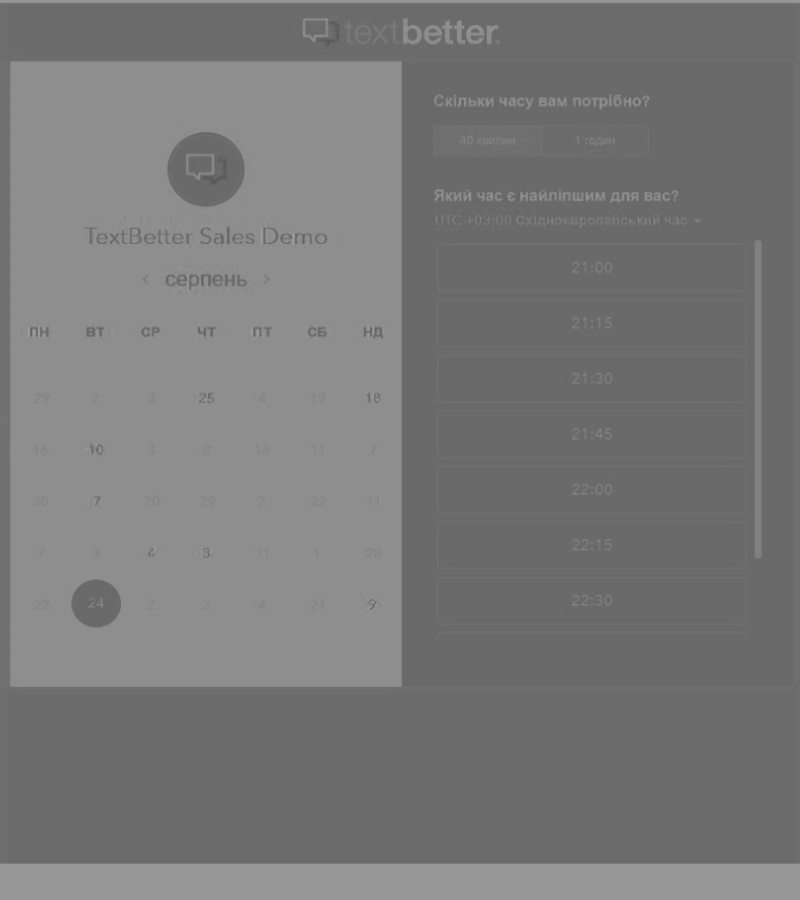 textbetter.
TextBetter Sales Demo
серпень
ПН ВТ СР ЧТ ПТ СБ НД
29 2 3 25 4 19 18
16 10 3 8 18 11 7
30 7 20 29 2 22 11
7 3 4 3 11 1 28
22 24 2 2 4 21 9
Скільки часу вам потрібно?
40 хвилин 1 годин
Який час є найліпшим для вас?
UTC +03:00 Східноєвропейський час
21:00
21:15
21:30
21:45
22:00
22:15
22:30